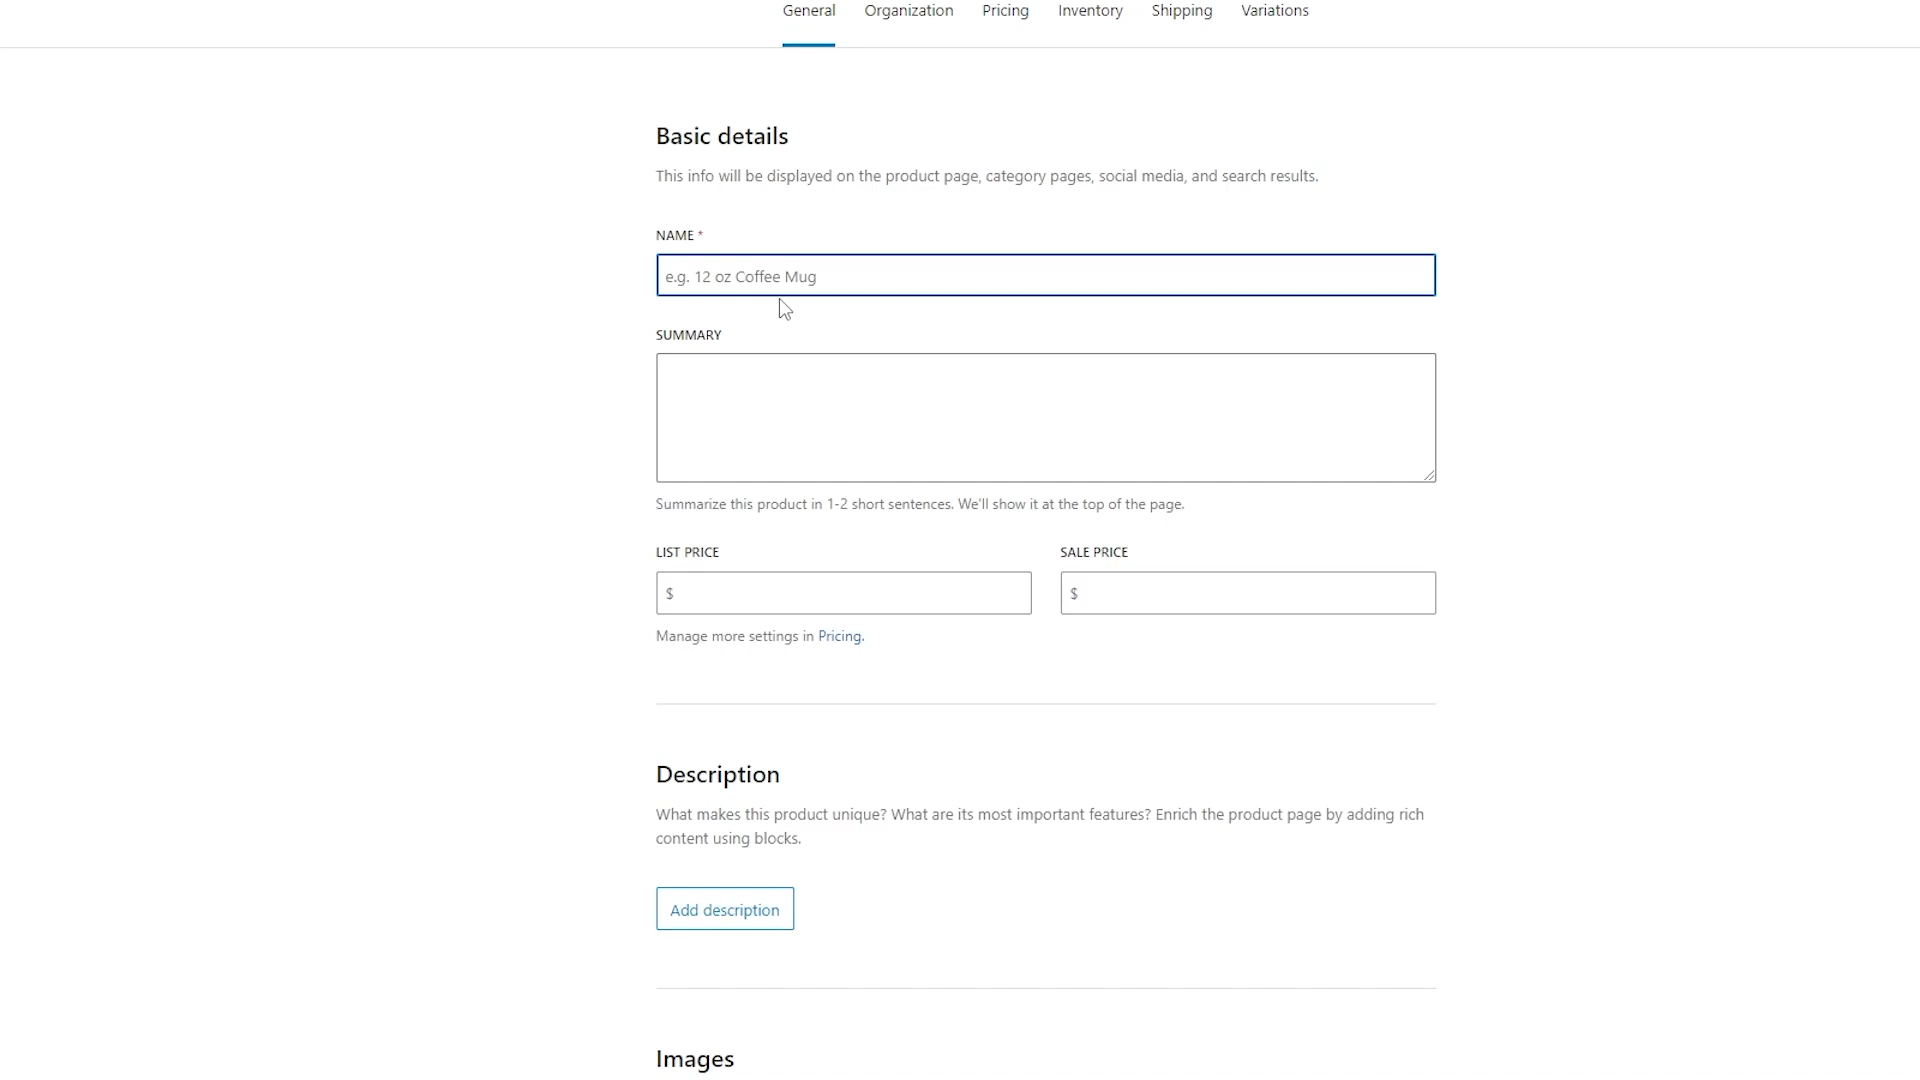 General Organization Pricing Inventory Shipping Variations
Basic details
This info will be displayed on the product page, category pages, social media, and search results.
NAME *
e.g. 12 oz Coffee Mug
SUMMARY
Summarize this product in 1-2 short sentences. We'll show it at the top of the page.
LIST PRICE SALE PRICE
$ $
Manage more settings in Pricing.
Description
What makes this product unique? What are its most important features? Enrich the product page by adding rich
content using blocks.
Add description
Images